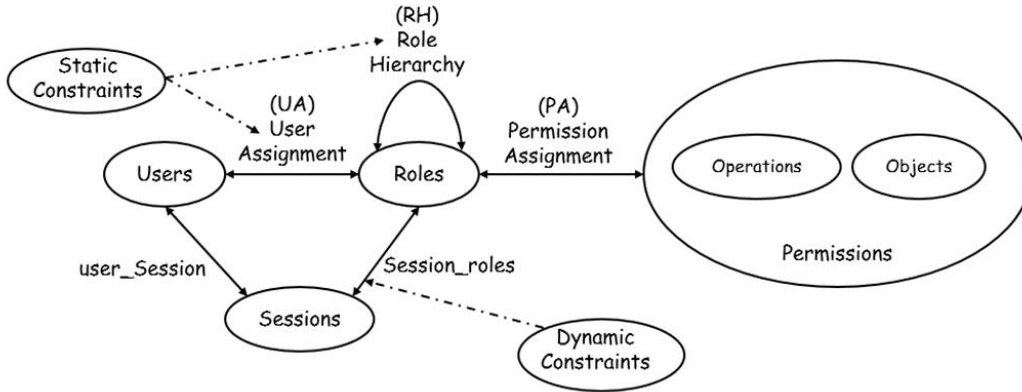 (RH)
Role
Hierarchy
Static
Constraints
(UA)
User
Assignment
(PA)
Permission
Assignment
Users
Roles
Operations
Objects
Permissions
user_Session
Session_roles
Sessions
Dynamic
Constraints